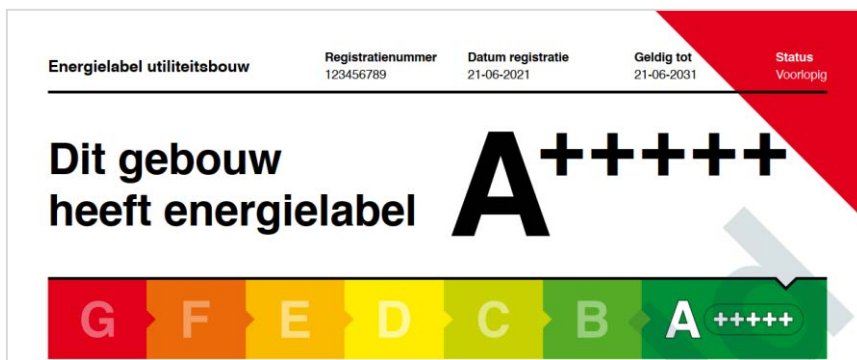 Energielabel utiliteitsbouw
Registratienummer
123456789
Datum registratie
21-06-2021
Geldig tot
21-06-2031
Status
Voorlopig
Dit gebouw
heeft energielabel
A+++++
G F E D C B A +++++